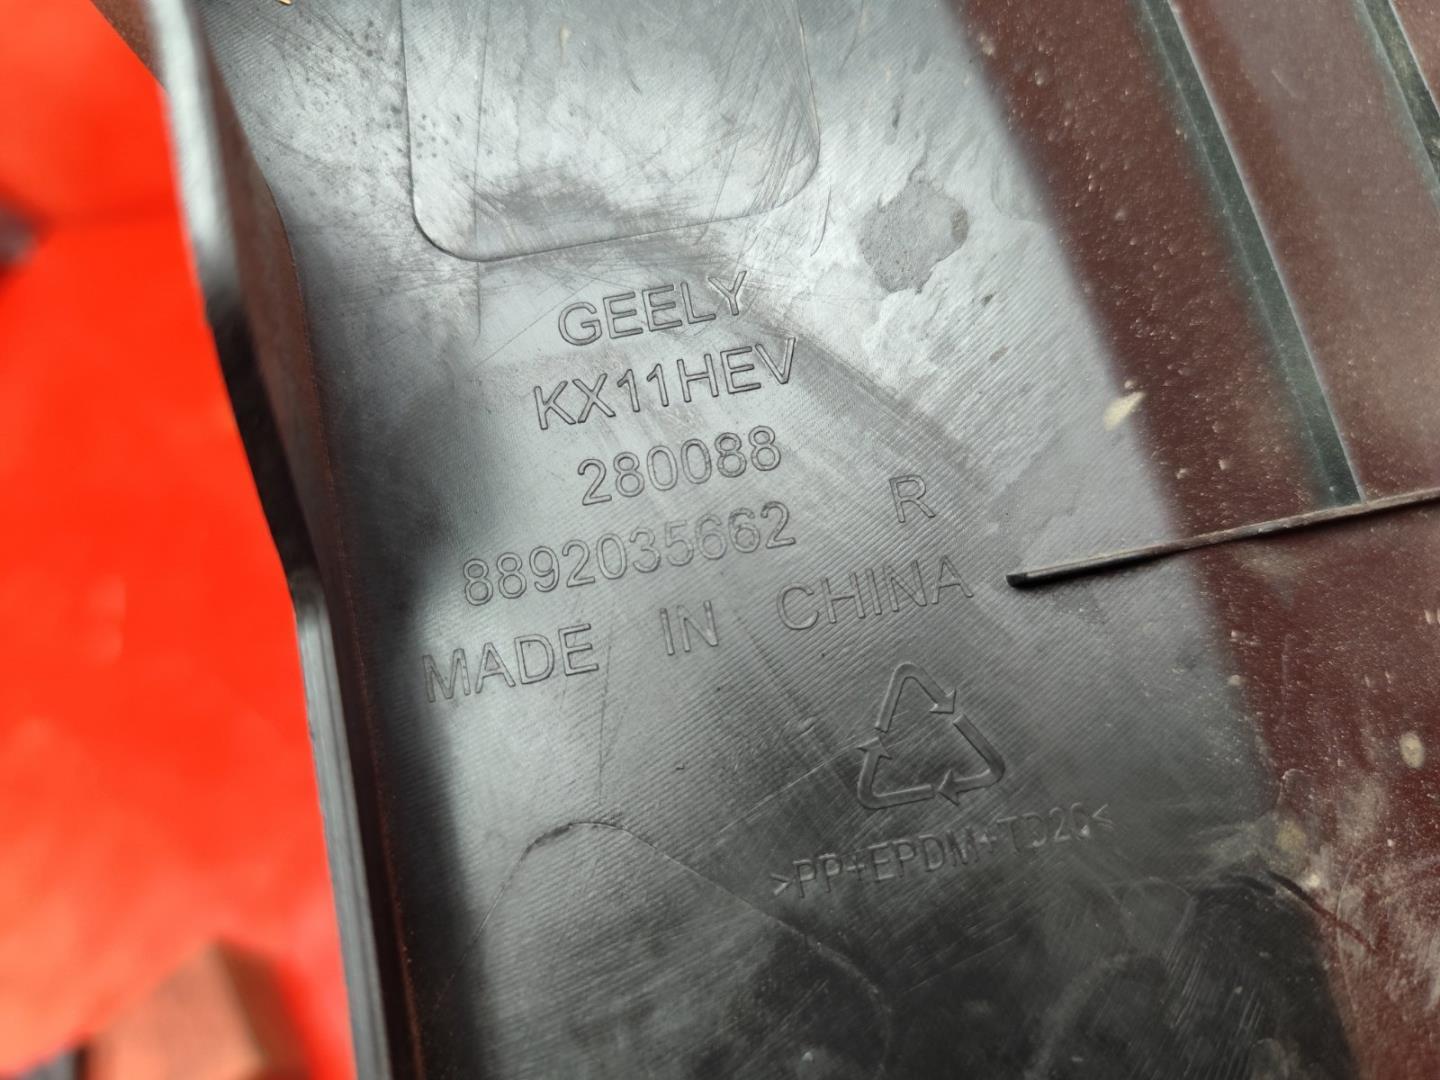 GEELY
KX11HEV
280088
8892035662 R
MADE IN CHINA
>PP+EPDM+TD20<